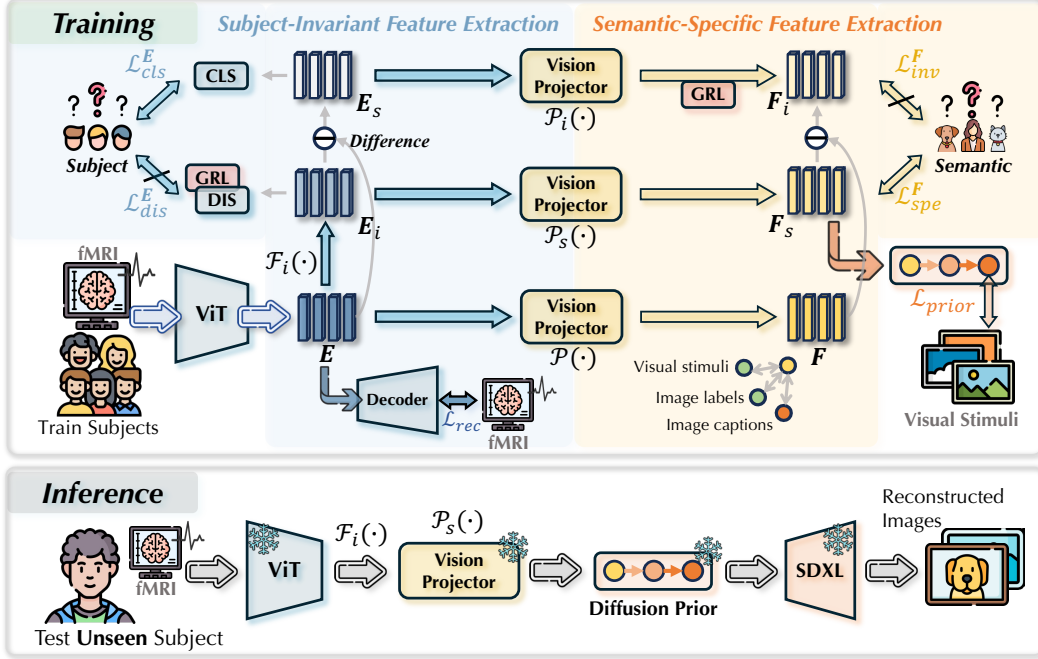 Training
Subject-Invariant Feature Extraction
Semantic-Specific Feature Extraction
ℒ^E_cls
CLS
E_s
Vision
Projector
𝒫_i(·)
GRL
F_i
ℒ^F_inv
? ? ?
Subject
Difference
? ? ?
Semantic
ℒ^E_dis
GRL
DIS
E_i
Vision
Projector
𝒫_s(·)
F_s
ℒ^F_spe
fMRI
ℱ_i(·)
ViT
E
Vision
Projector
𝒫(·)
F
ℒ_prior
Visual stimuli
Image labels
Image captions
Train Subjects
Decoder
ℒ_rec
fMRI
Visual Stimuli
Inference
fMRI
ViT
ℱ_i(·)
𝒫_s(·)
Vision
Projector
Diffusion Prior
SDXL
Reconstructed
Images
Test Unseen Subject